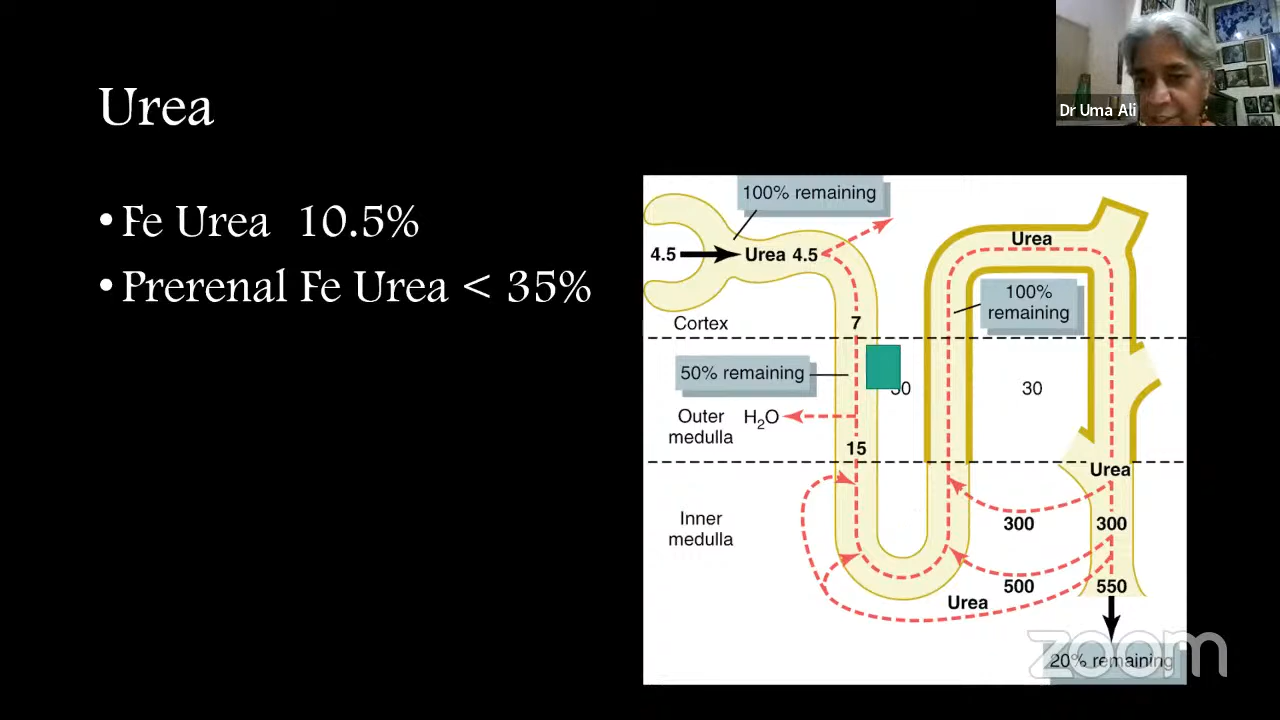 Dr Uma Ali
Urea
• Fe Urea 10.5%
• Prerenal Fe Urea < 35%
100% remaining
4.5
Urea 4.5
Urea
100%
remaining
Cortex
7
50% remaining
30
30
Outer
medulla
H₂O
15
Urea
Inner
medulla
300
300
500
550
Urea
20% remaining
zoom